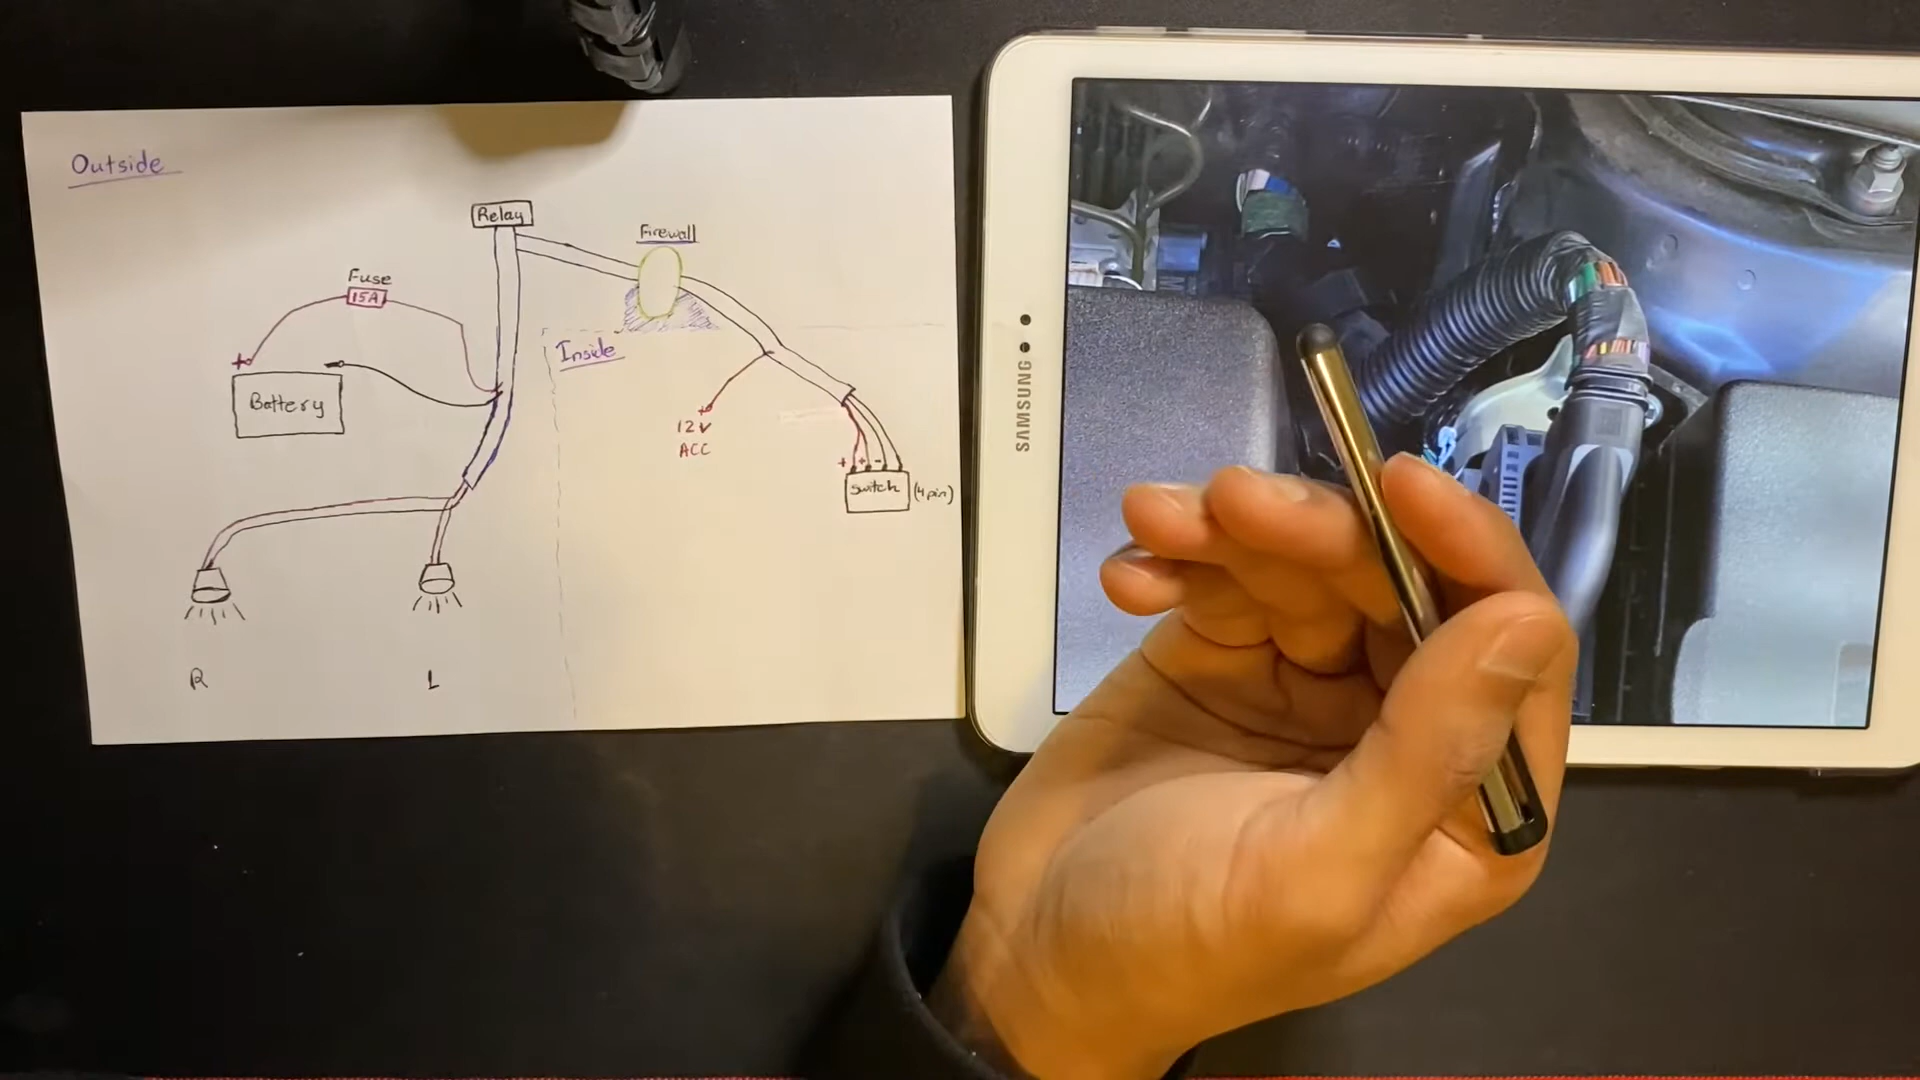 Outside
Relay
Firewall
Fuse
15A
+
-
Battery
Inside
+
12V
ACC
+ + -
Switch (4 pin)
R
L
SAMSUNG